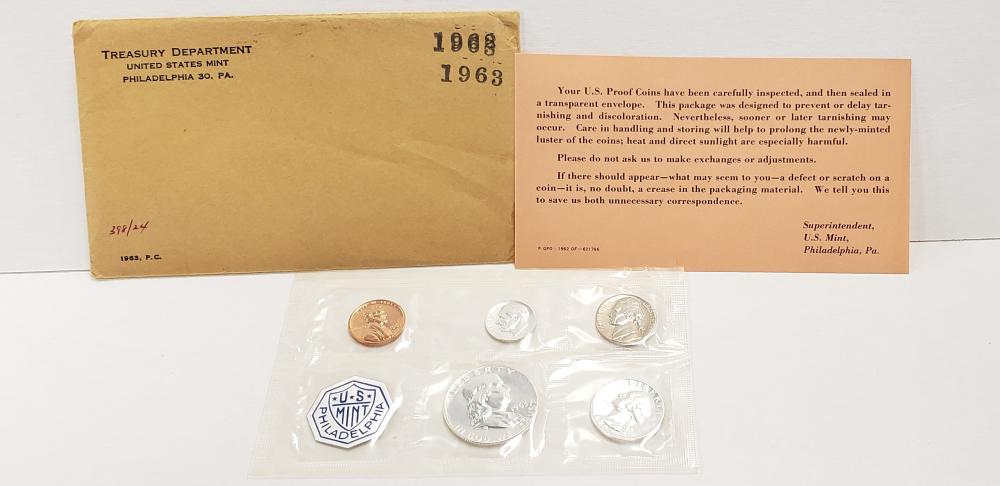 TREASURY DEPARTMENT
UNITED STATES MINT
PHILADELPHIA 30, PA.
1963
1963
398/24
1963, P.C.
Your U.S. Proof Coins have been carefully inspected, and then sealed in
a transparent envelope. This package was designed to prevent or delay tar-
nishing and discoloration. Nevertheless, sooner or later tarnishing may
occur. Care in handling and storing will help to prolong the newly-minted
luster of the coins; heat and direct sunlight are especially harmful.
Please do not ask us to make exchanges or adjustments.
If there should appear—what may seem to you—a defect or scratch on a
coin—it is, no doubt, a crease in the packaging material. We tell you this
to save us both unnecessary correspondence.
Superintendent,
U.S. Mint,
Philadelphia, Pa.
P GPO : 1962 OF—621766
U★S
MINT
PHILADELPHIA
LIBERTY
1963
LIBERTY